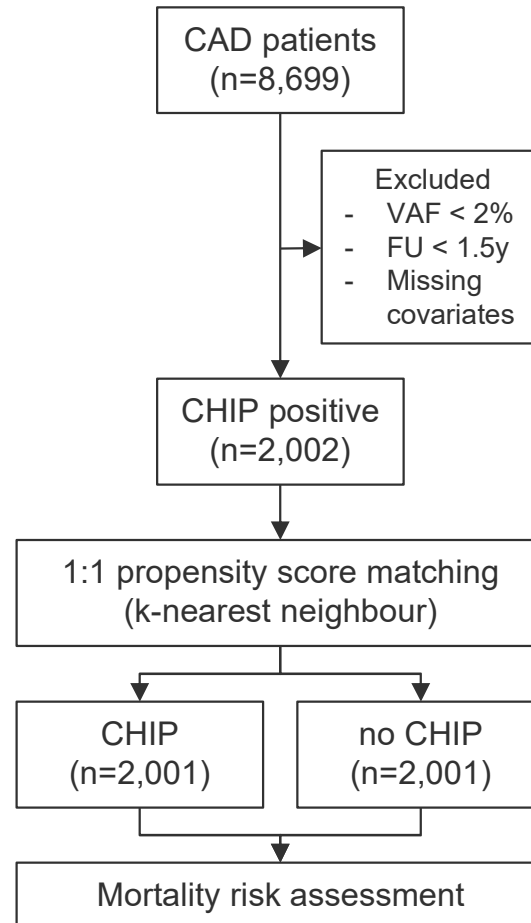 CAD patients
(n=8,699)
Excluded
- VAF < 2%
- FU < 1.5y
- Missing
covariates
CHIP positive
(n=2,002)
1:1 propensity score matching
(k-nearest neighbour)
CHIP
(n=2,001)
no CHIP
(n=2,001)
Mortality risk assessment